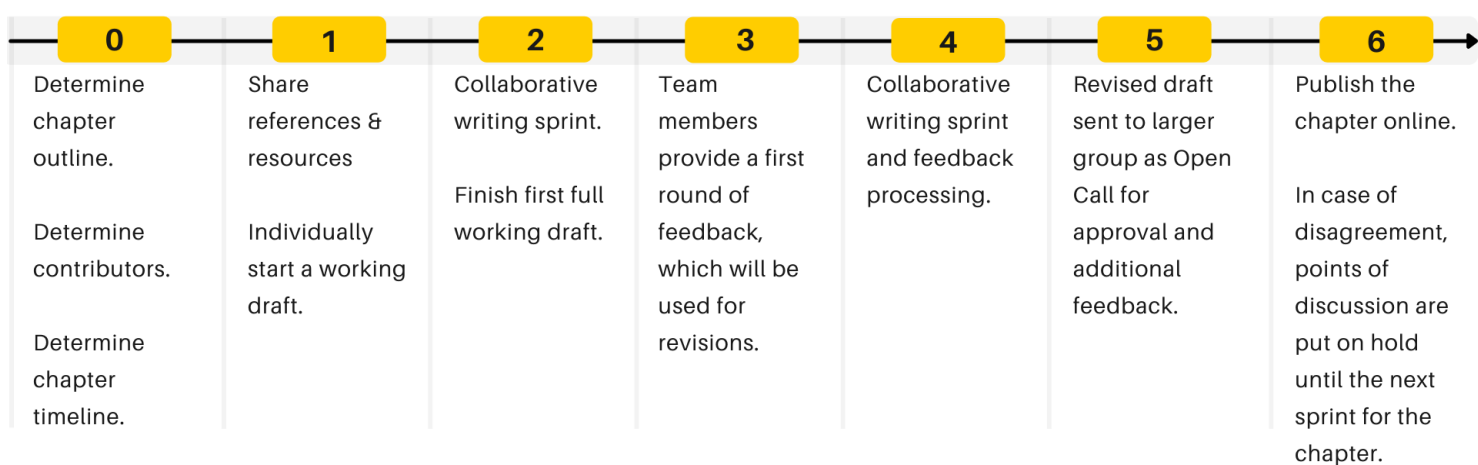 0
Determine
chapter
outline.
Determine
contributors.
Determine
chapter
timeline.
1
Share
references &
resources
Individually
start a working
draft.
2
Collaborative
writing sprint.
Finish first full
working draft.
3
Team
members
provide a first
round of
feedback,
which will be
used for
revisions.
4
Collaborative
writing sprint
and feedback
processing.
5
Revised draft
sent to larger
group as Open
Call for
approval and
additional
feedback.
6
Publish the
chapter online.
In case of
disagreement,
points of
discussion are
put on hold
until the next
sprint for the
chapter.